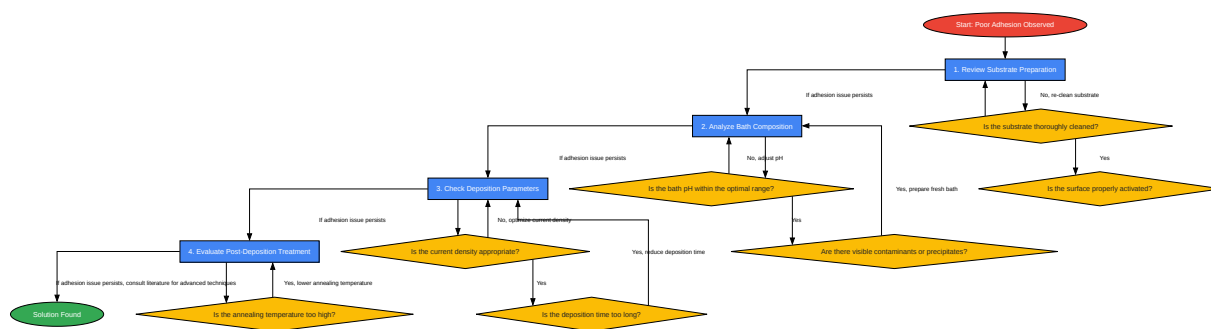 Start: Poor Adhesion Observed
1. Review Substrate Preparation
If adhesion issue persists
No, re-clean substrate
2. Analyze Bath Composition
Is the substrate thoroughly cleaned?
If adhesion issue persists
No, adjust pH
Yes
3. Check Deposition Parameters
Is the bath pH within the optimal range?
Yes, prepare fresh bath
Is the surface properly activated?
If adhesion issue persists
No, optimize current density
Yes
4. Evaluate Post-Deposition Treatment
Is the current density appropriate?
Yes, reduce deposition time
Are there visible contaminants or precipitates?
If adhesion issue persists, consult literature for advanced techniques
Yes, lower annealing temperature
Yes
Solution Found
Is the annealing temperature too high?
Is the deposition time too long?